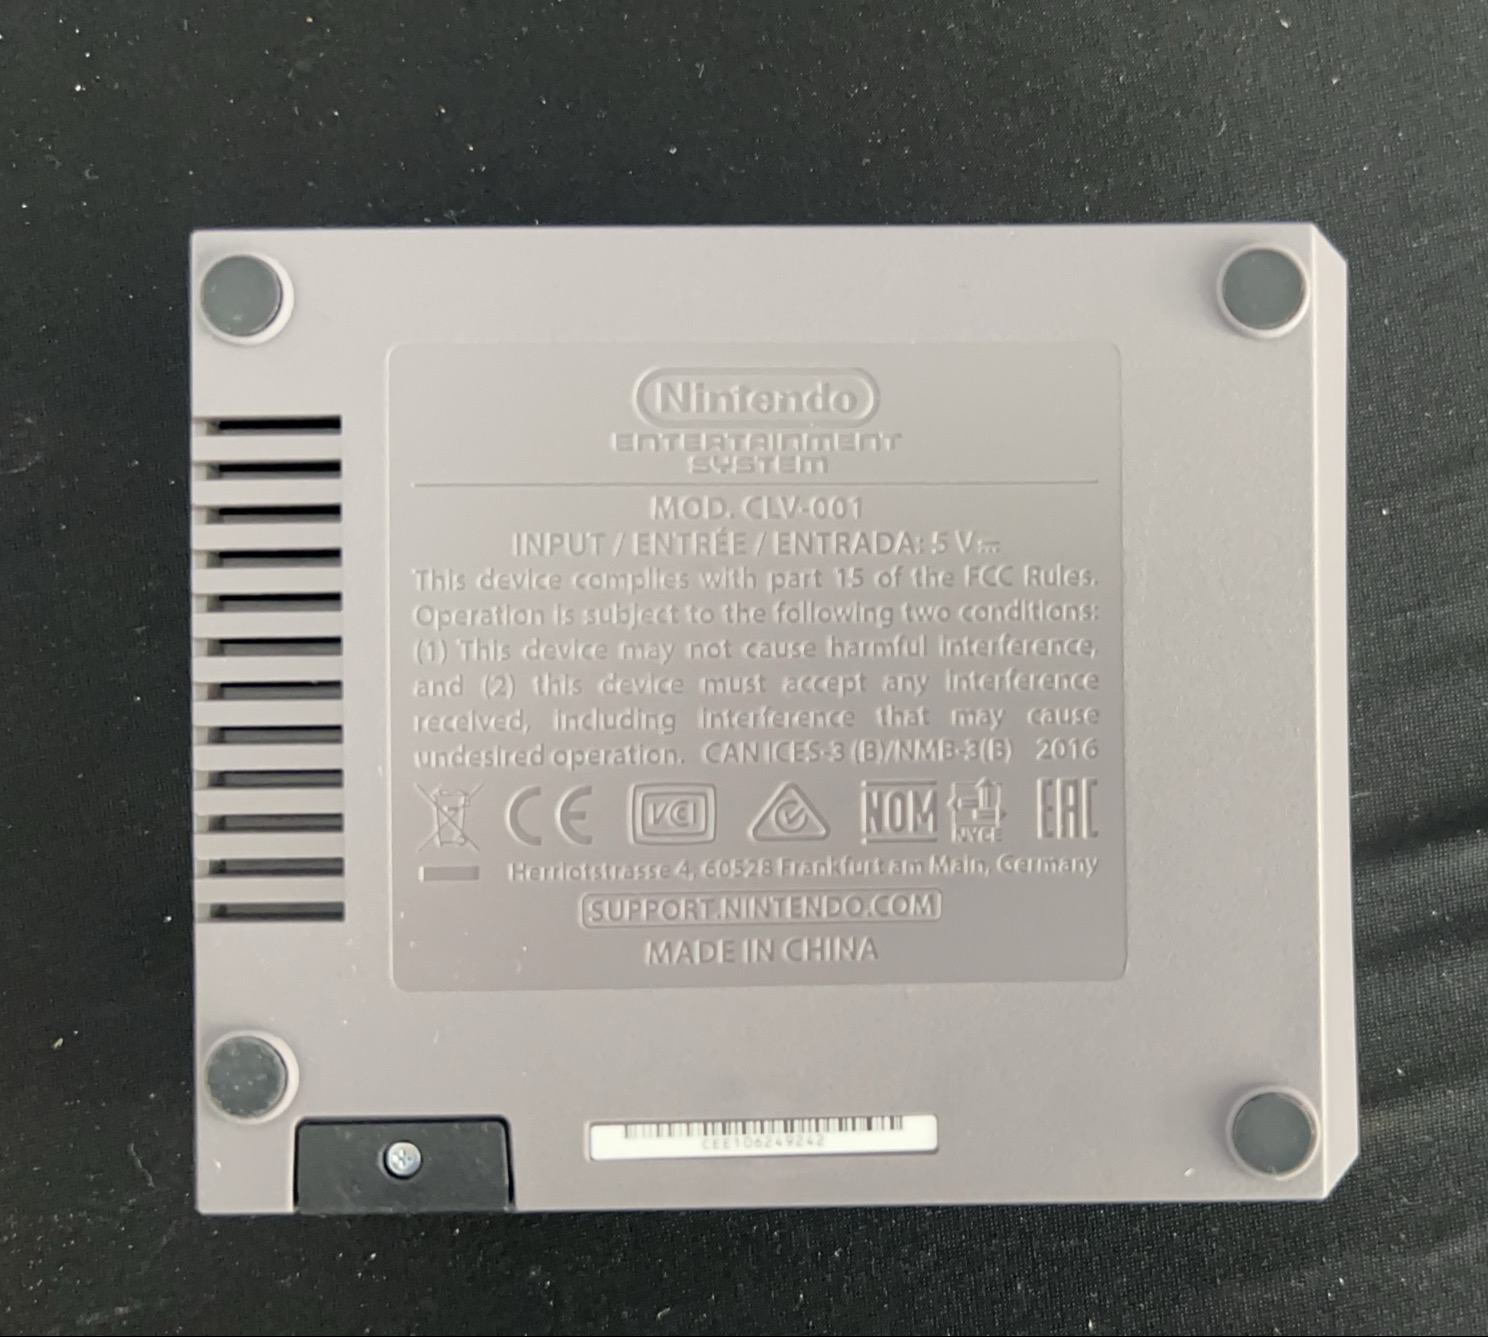 Nintendo
ENTERTAINMENT
SYSTEM
MOD. CLV-001
INPUT / ENTRÉE / ENTRADA: 5 V⎓
This device complies with part 15 of the FCC Rules.
Operation is subject to the following two conditions:
(1) This device may not cause harmful interference,
and (2) this device must accept any interference
received, including interference that may cause
undesired operation. CAN ICES-3 (B)/NMB-3(B) 2016
CE VCI NOM NYCE EAC
Herriotstrasse 4, 60528 Frankfurt am Main, Germany
SUPPORT.NINTENDO.COM
MADE IN CHINA
CEE106249242